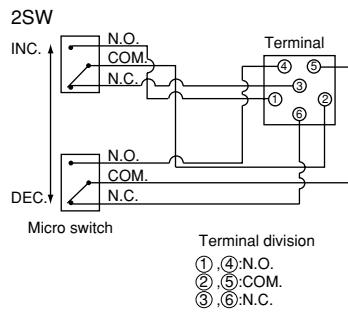 2SW
INC.
N.O.
COM.
N.C.
Terminal
④ ⑤
③
① ②
⑥
N.O.
COM.
DEC.
N.C.
Micro switch
Terminal division
①,④:N.O.
②,⑤:COM.
③,⑥:N.C.